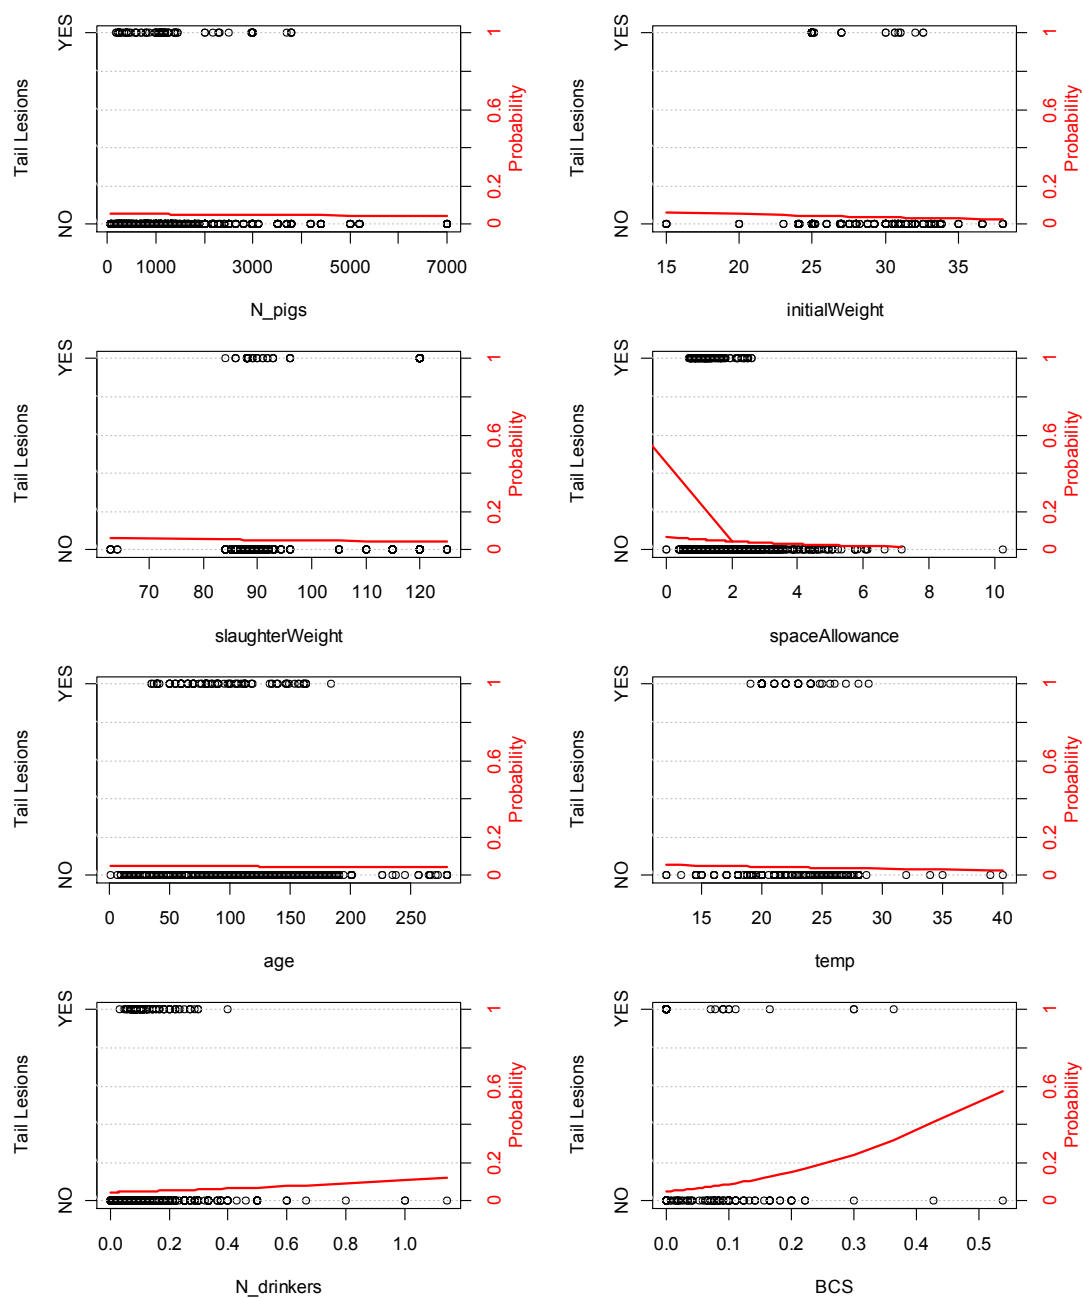 YES
NO
Tail Lesions
0 1000 3000 5000 7000
N_pigs
0 0.2 0.6 1
Probability
YES
NO
Tail Lesions
15 20 25 30 35
initialWeight
0 0.2 0.6 1
Probability
YES
NO
Tail Lesions
70 80 90 100 110 120
slaughterWeight
0 0.2 0.6 1
Probability
YES
NO
Tail Lesions
0 2 4 6 8 10
spaceAllowance
0 0.2 0.6 1
Probability
YES
NO
Tail Lesions
0 50 100 150 200 250
age
0 0.2 0.6 1
Probability
YES
NO
Tail Lesions
15 20 25 30 35 40
temp
0 0.2 0.6 1
Probability
YES
NO
Tail Lesions
0.0 0.2 0.4 0.6 0.8 1.0
N_drinkers
0 0.2 0.6 1
Probability
YES
NO
Tail Lesions
0.0 0.1 0.2 0.3 0.4 0.5
BCS
0 0.2 0.6 1
Probability